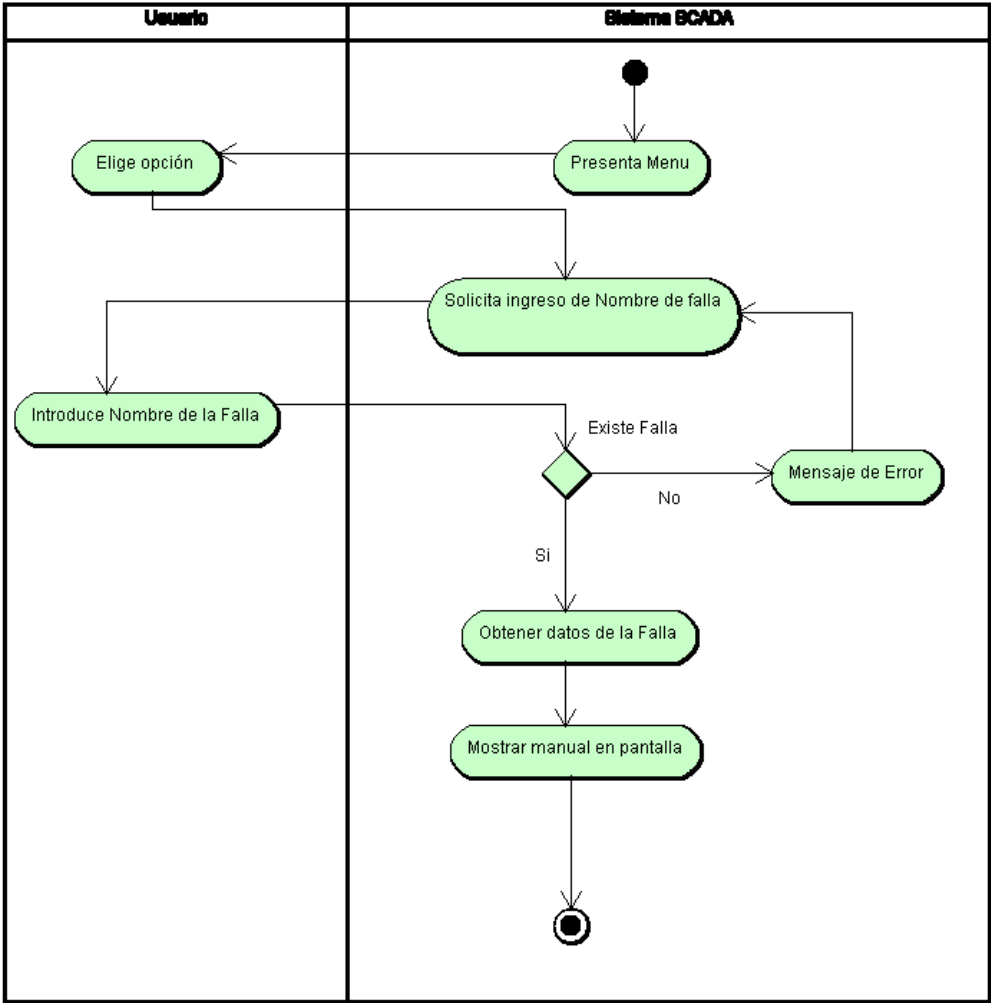 Usuario
Sistema SCADA
Elige opción
Presenta Menu
Solicita ingreso de Nombre de falla
Introduce Nombre de la Falla
Existe Falla
Mensaje de Error
No
Si
Obtener datos de la Falla
Mostrar manual en pantalla